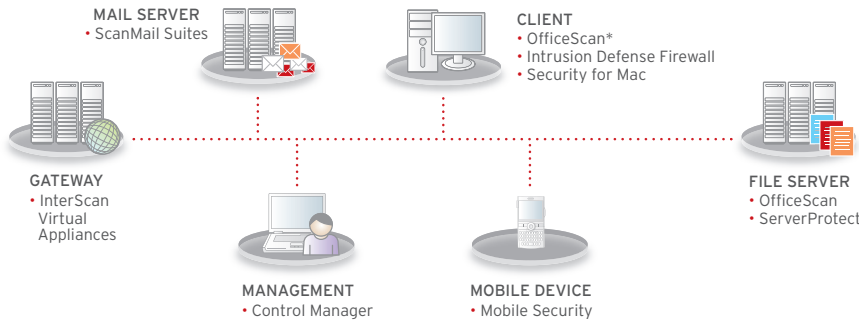 MAIL SERVER
• ScanMail Suites
CLIENT
• OfficeScan*
• Intrusion Defense Firewall
• Security for Mac
GATEWAY
• InterScan
Virtual
Appliances
FILE SERVER
• OfficeScan
• ServerProtect
MANAGEMENT
• Control Manager
MOBILE DEVICE
• Mobile Security